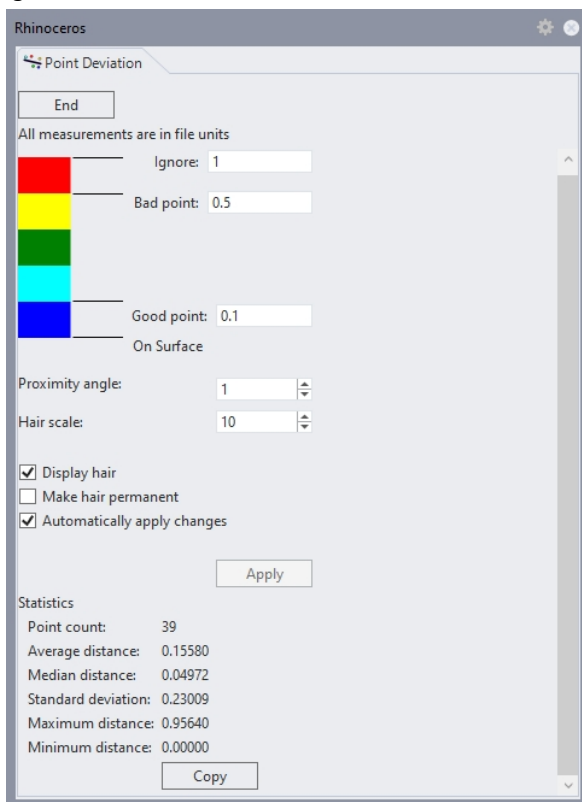 Rhinoceros
Point Deviation
End
All measurements are in file units
Ignore: 1
Bad point: 0.5
Good point: 0.1
On Surface
Proximity angle: 1
Hair scale: 10
Display hair
Make hair permanent
Automatically apply changes
Apply
Statistics
Point count: 39
Average distance: 0.15580
Median distance: 0.04972
Standard deviation: 0.23009
Maximum distance: 0.95640
Minimum distance: 0.00000
Copy